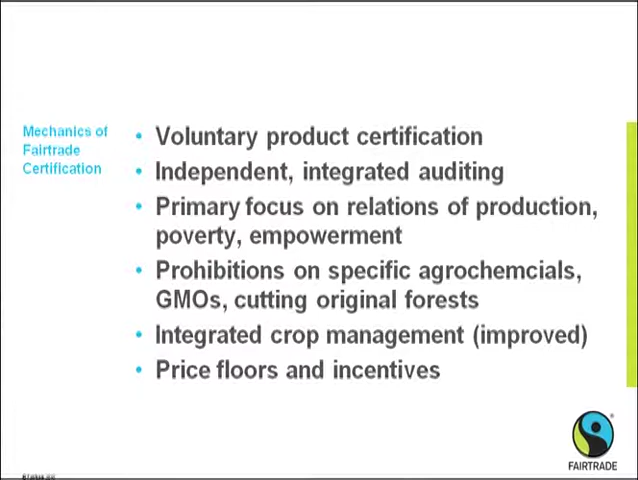 Mechanics of
Fairtrade
Certification
• Voluntary product certification
• Independent, integrated auditing
• Primary focus on relations of production,
poverty, empowerment
• Prohibitions on specific agrochemcials,
GMOs, cutting original forests
• Integrated crop management (improved)
• Price floors and incentives
FAIRTRADE